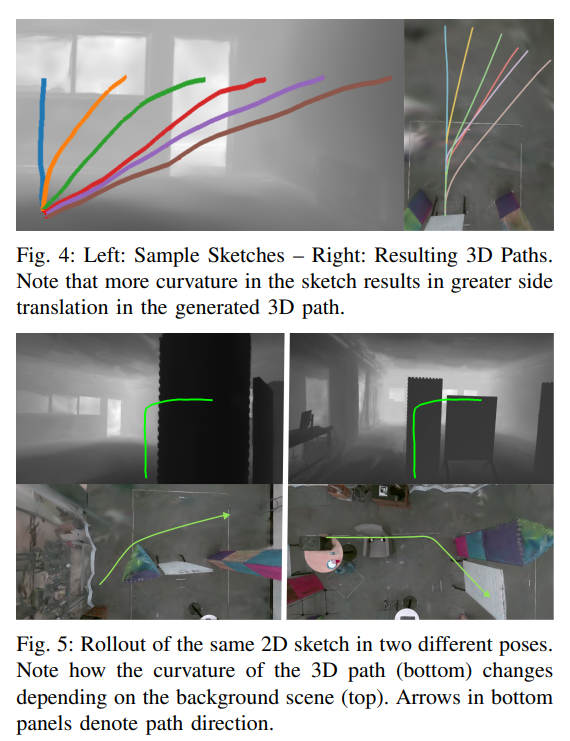 Fig. 4: Left: Sample Sketches – Right: Resulting 3D Paths.
Note that more curvature in the sketch results in greater side
translation in the generated 3D path.
Fig. 5: Rollout of the same 2D sketch in two different poses.
Note how the curvature of the 3D path (bottom) changes
depending on the background scene (top). Arrows in bottom
panels denote path direction.